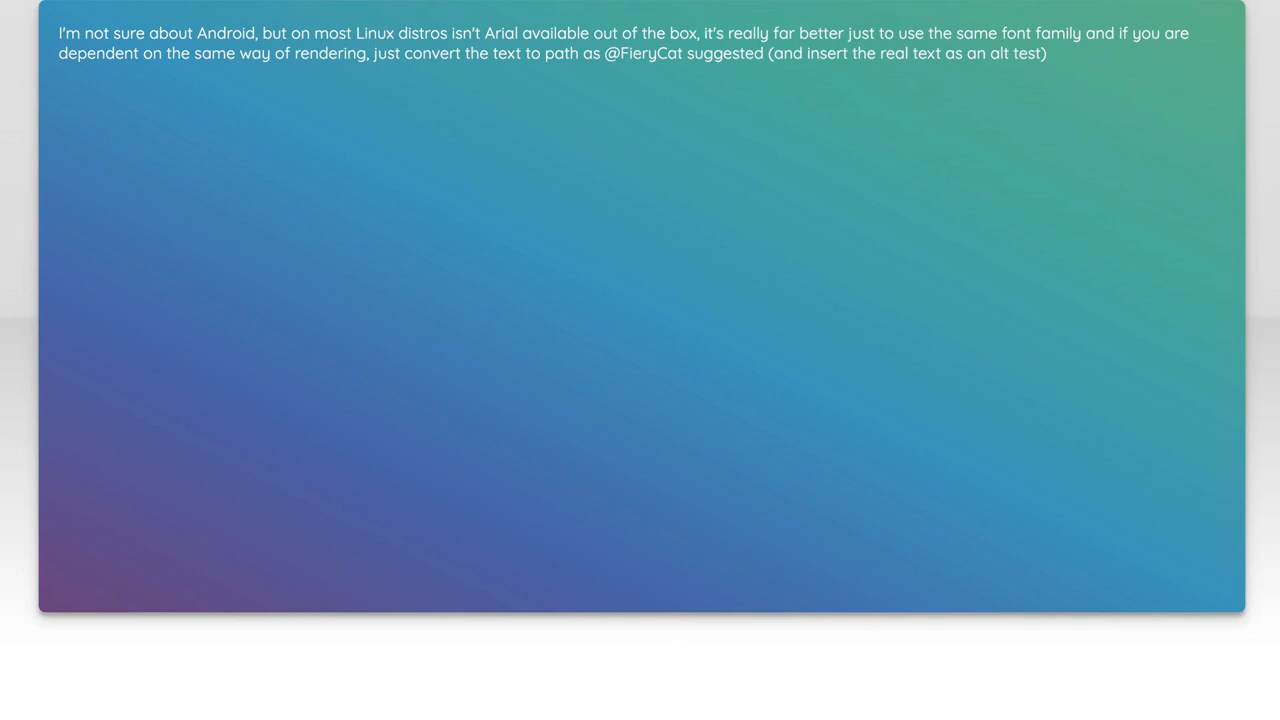 I'm not sure about Android, but on most Linux distros isn't Arial available out of the box, it's really far better just to use the same font family and if you are
dependent on the same way of rendering, just convert the text to path as @FieryCat suggested (and insert the real text as an alt test)